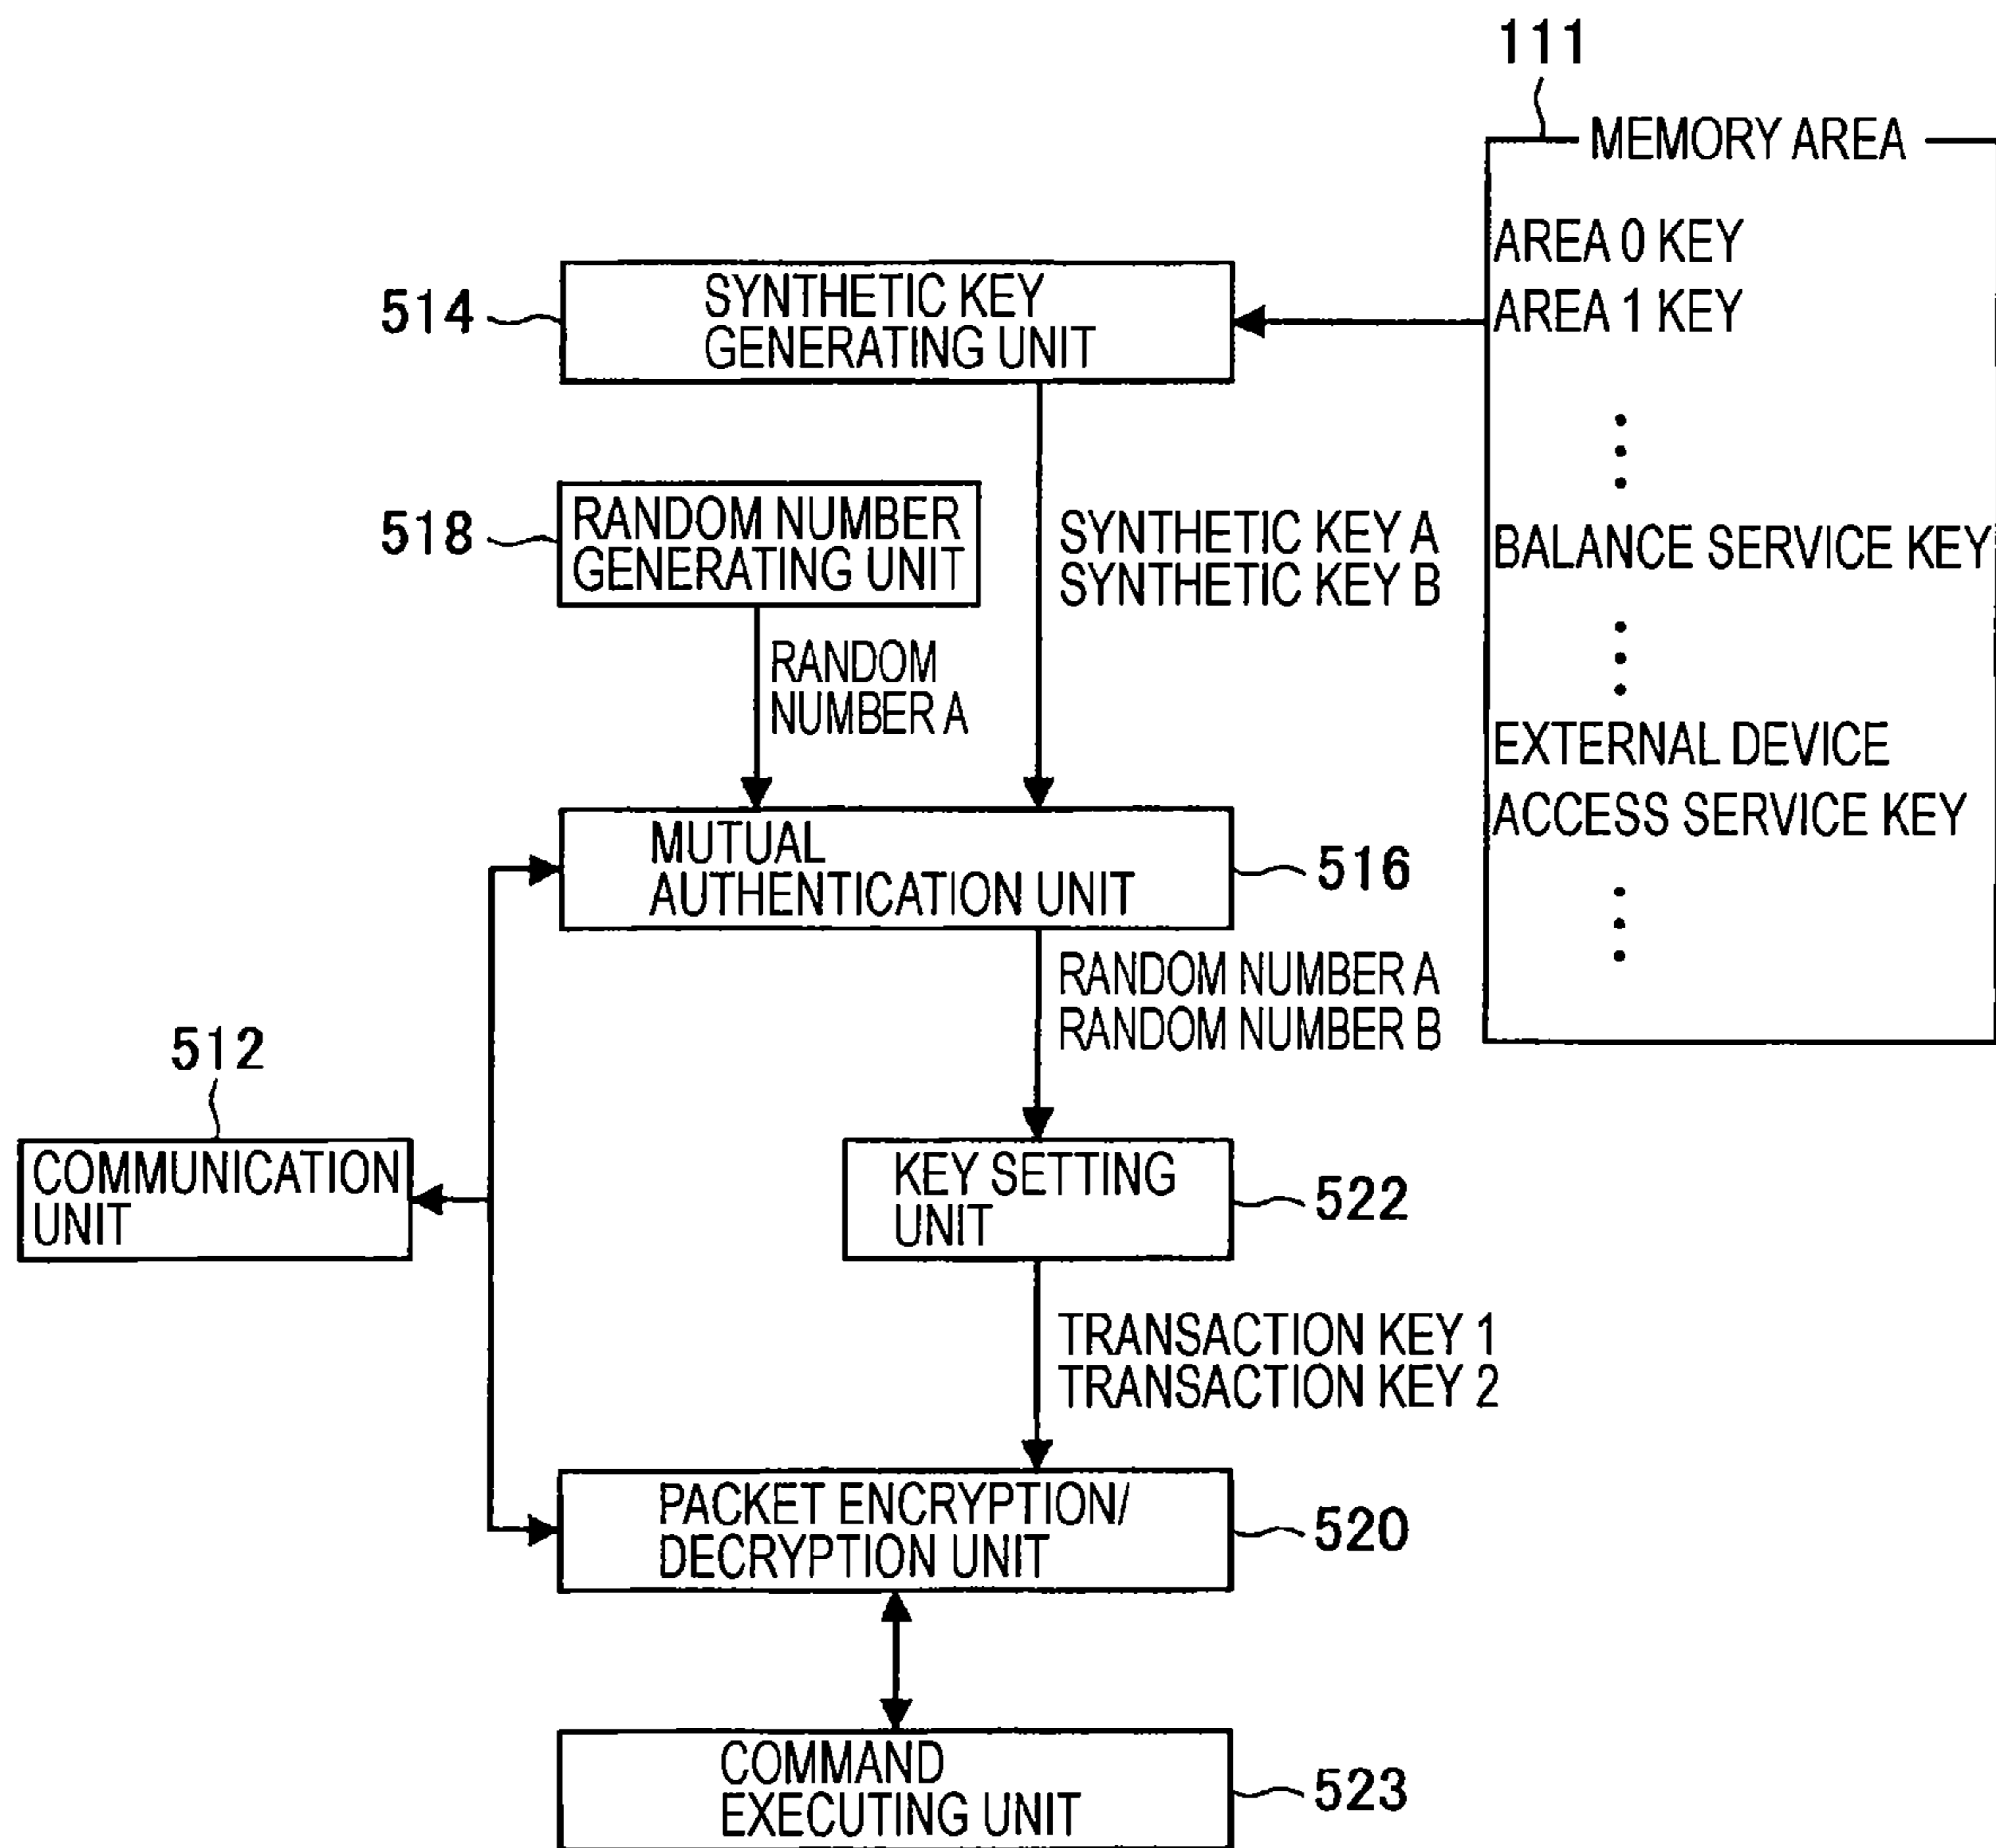 111
MEMORY AREA
AREA 0 KEY
AREA 1 KEY
BALANCE SERVICE KEY
EXTERNAL DEVICE
ACCESS SERVICE KEY
514
SYNTHETIC KEY
GENERATING UNIT
518
RANDOM NUMBER
GENERATING UNIT
SYNTHETIC KEY A
SYNTHETIC KEY B
RANDOM
NUMBER A
MUTUAL
AUTHENTICATION UNIT
516
RANDOM NUMBER A
RANDOM NUMBER B
512
COMMUNICATION
UNIT
KEY SETTING
UNIT
522
TRANSACTION KEY 1
TRANSACTION KEY 2
PACKET ENCRYPTION/
DECRYPTION UNIT
520
COMMAND
EXECUTING UNIT
523